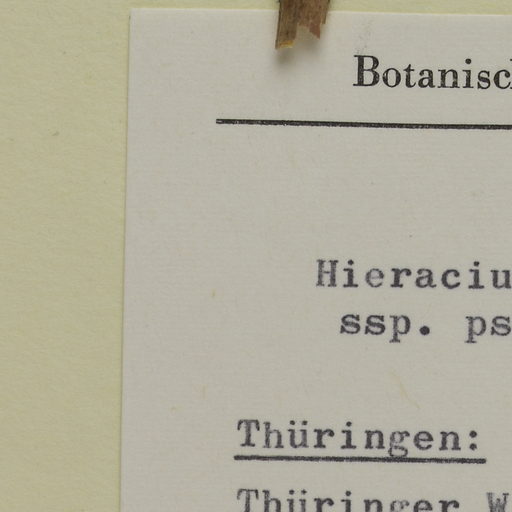 Botanisc
Hieraciu
ssp. ps
Thüringen:
Thüringer W